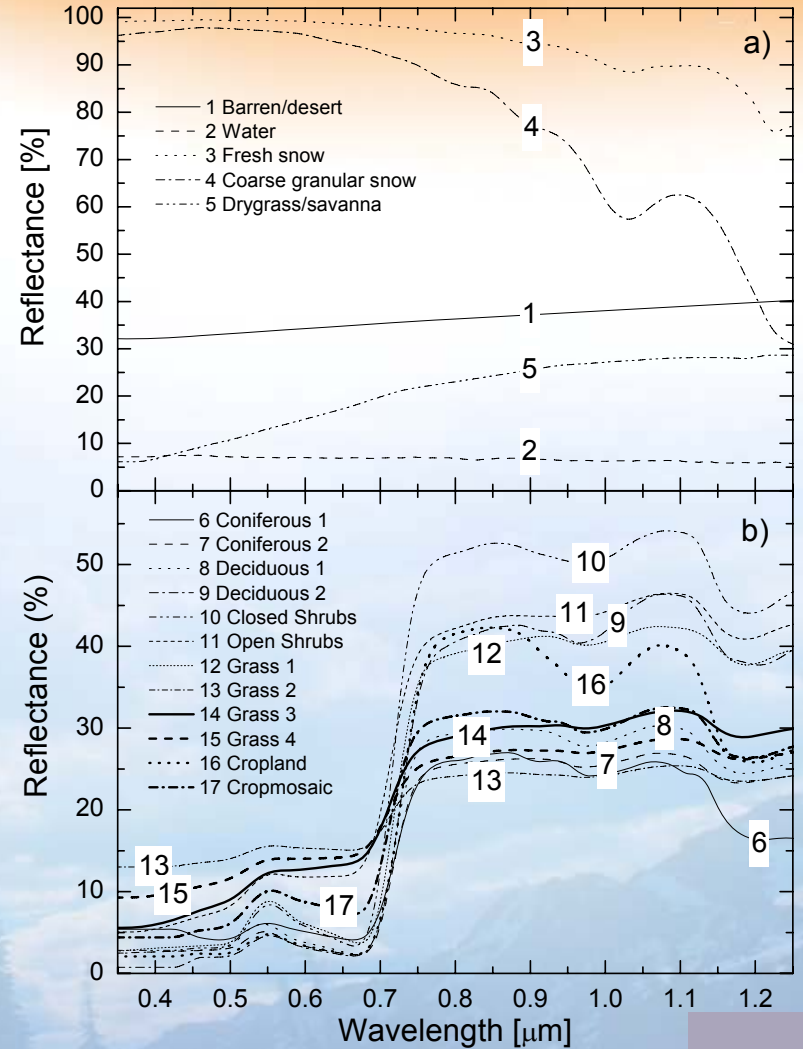 100
90
80
70
60
50
40
30
20
10
0
Reflectance [%]
a)
1 Barren/desert
2 Water
3 Fresh snow
4 Coarse granular snow
5 Drygrass/savanna
3
4
1
5
2
50
40
30
20
10
0
Reflectance (%)
b)
6 Coniferous 1
7 Coniferous 2
8 Deciduous 1
9 Deciduous 2
10 Closed Shrubs
11 Open Shrubs
12 Grass 1
13 Grass 2
14 Grass 3
15 Grass 4
16 Cropland
17 Cropmosaic
10
11
9
12
16
14
8
7
13
6
13
15
17
0.4 0.5 0.6 0.7 0.8 0.9 1.0 1.1 1.2
Wavelength [μm]